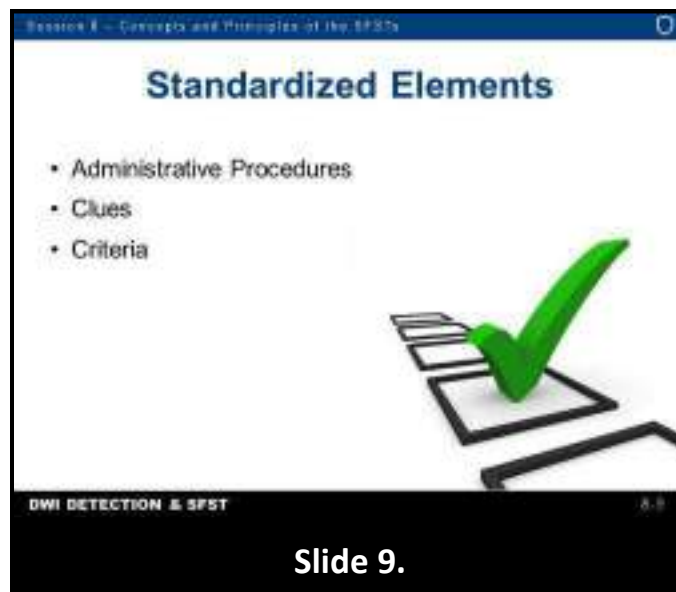 Session 8 – Concepts and Principles of the SFSTs
Standardized Elements
• Administrative Procedures
• Clues
• Criteria
DWI DETECTION & SFST
8-9
Slide 9.